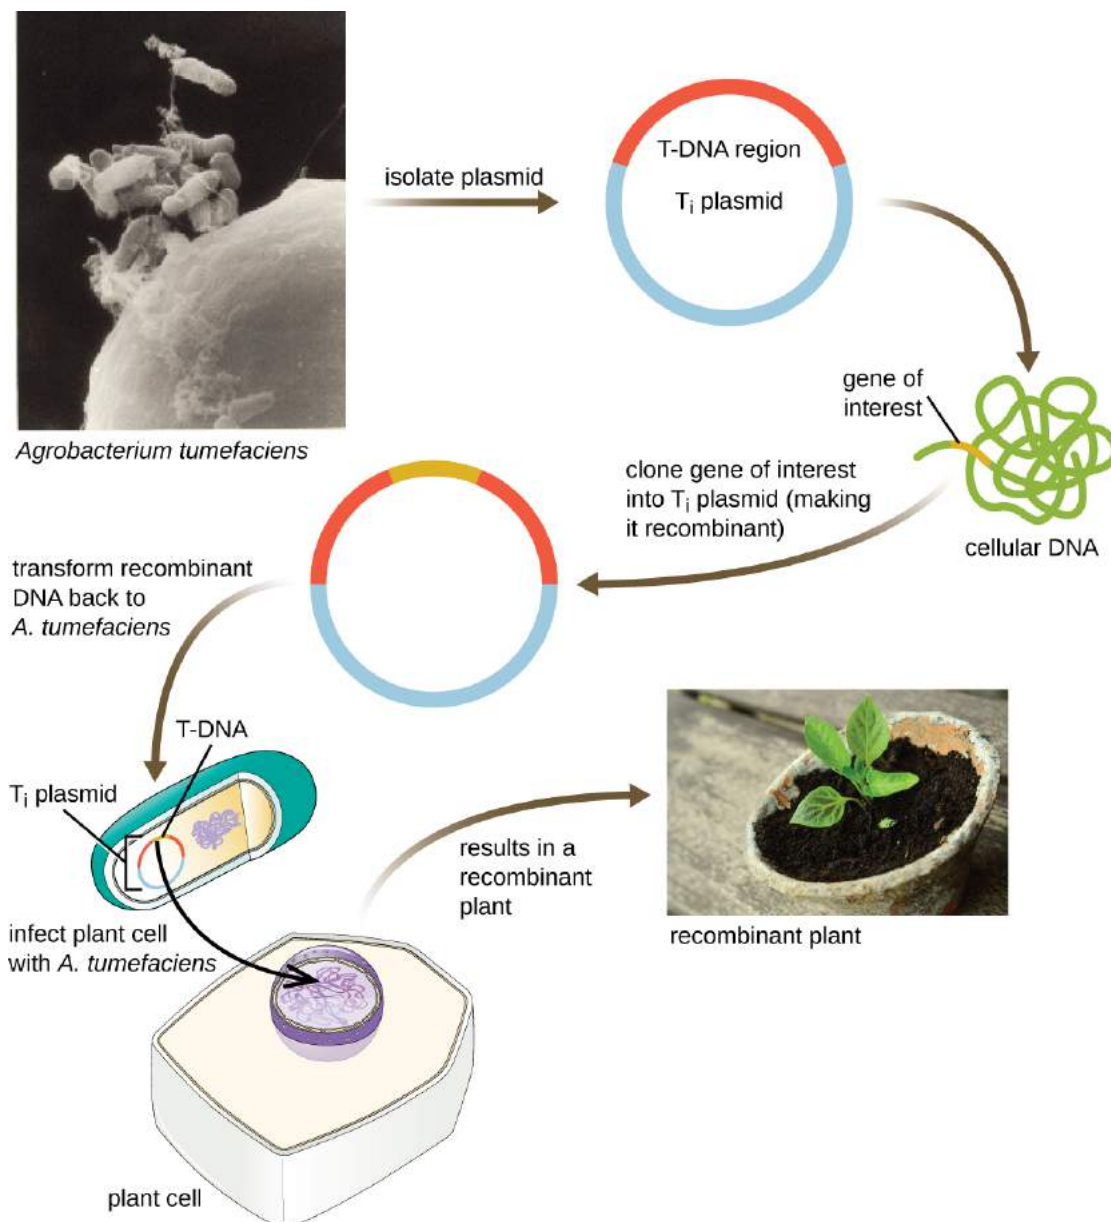 isolate plasmid
T-DNA region
Ti plasmid
Agrobacterium tumefaciens
gene of
interest
cellular DNA
clone gene of interest
into Ti plasmid (making
it recombinant)
transform recombinant
DNA back to
A. tumefaciens
T-DNA
Ti plasmid
infect plant cell
with A. tumefaciens
plant cell
results in a
recombinant
plant
recombinant plant